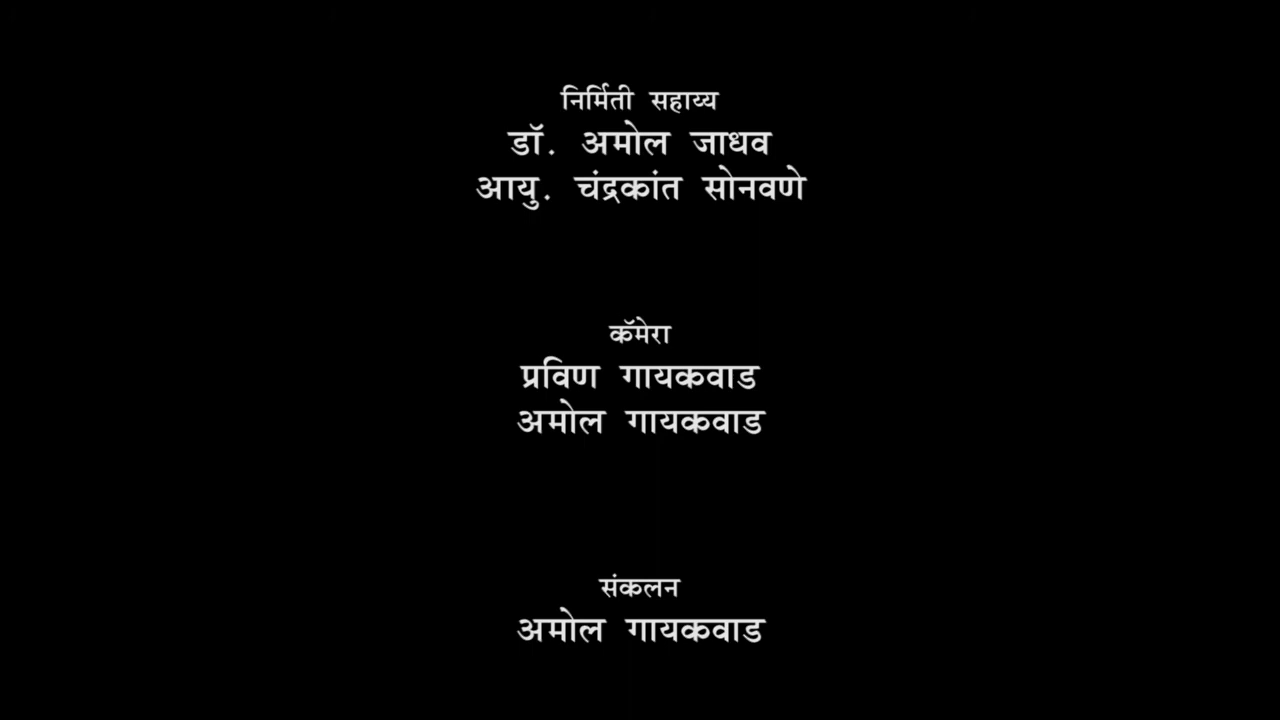 निर्मिती सहाय्य
डॉ. अमोल जाधव
आयु. चंद्रकांत सोनवणे
कॅमेरा
प्रविण गायकवाड
अमोल गायकवाड
संकलन
अमोल गायकवाड